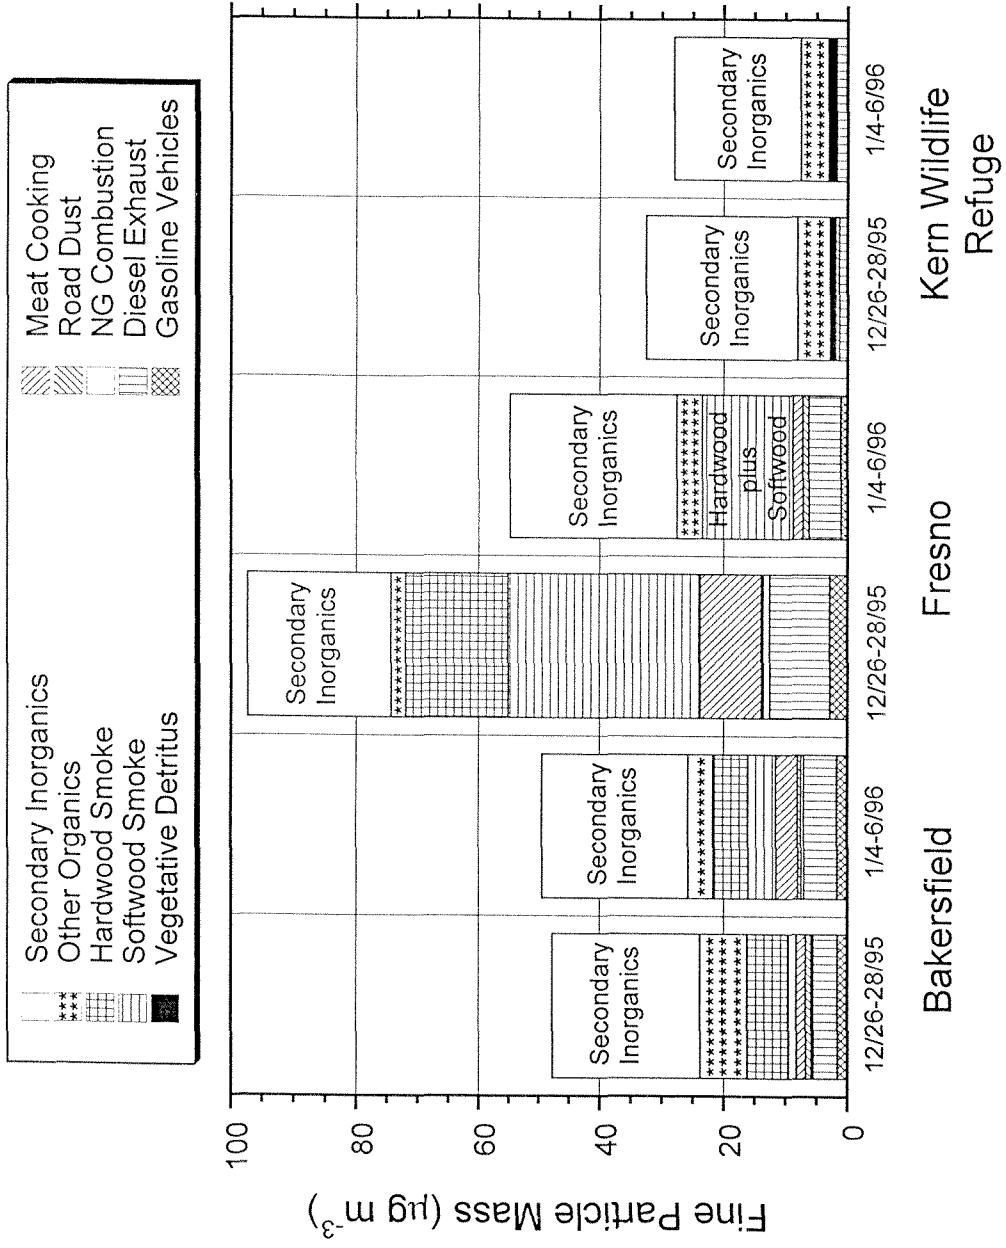 Secondary Inorganics
Other Organics
Hardwood Smoke
Softwood Smoke
Vegetative Detritus
Meat Cooking
Road Dust
NG Combustion
Diesel Exhaust
Gasoline Vehicles
Fine Particle Mass (μg m-3)
100
80
60
40
20
0
Secondary
Inorganics
Secondary
Inorganics
Secondary
Inorganics
Secondary
Inorganics
Hardwood
plus
Softwood
Secondary
Inorganics
Secondary
Inorganics
12/26-28/95
1/4-6/96
12/26-28/95
1/4-6/96
12/26-28/95
1/4-6/96
Bakersfield
Fresno
Kern Wildlife
Refuge